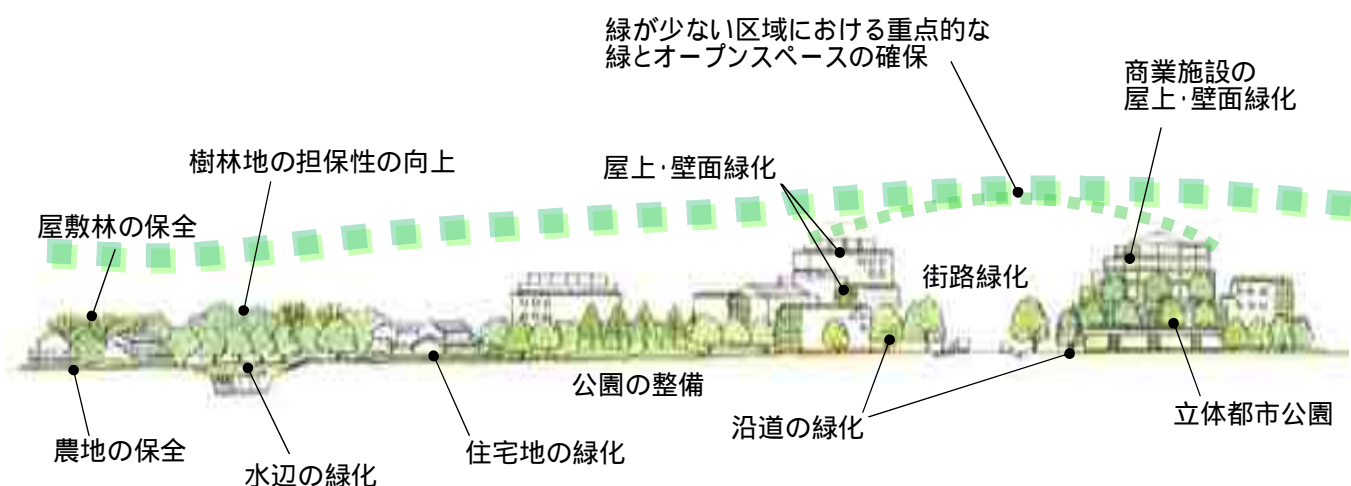 緑が少ない区域における重点的な
緑とオープンスペースの確保
商業施設の
屋上・壁面緑化
樹林地の担保性の向上
屋上・壁面緑化
屋敷林の保全
街路緑化
公園の整備
沿道の緑化
立体都市公園
農地の保全
水辺の緑化
住宅地の緑化